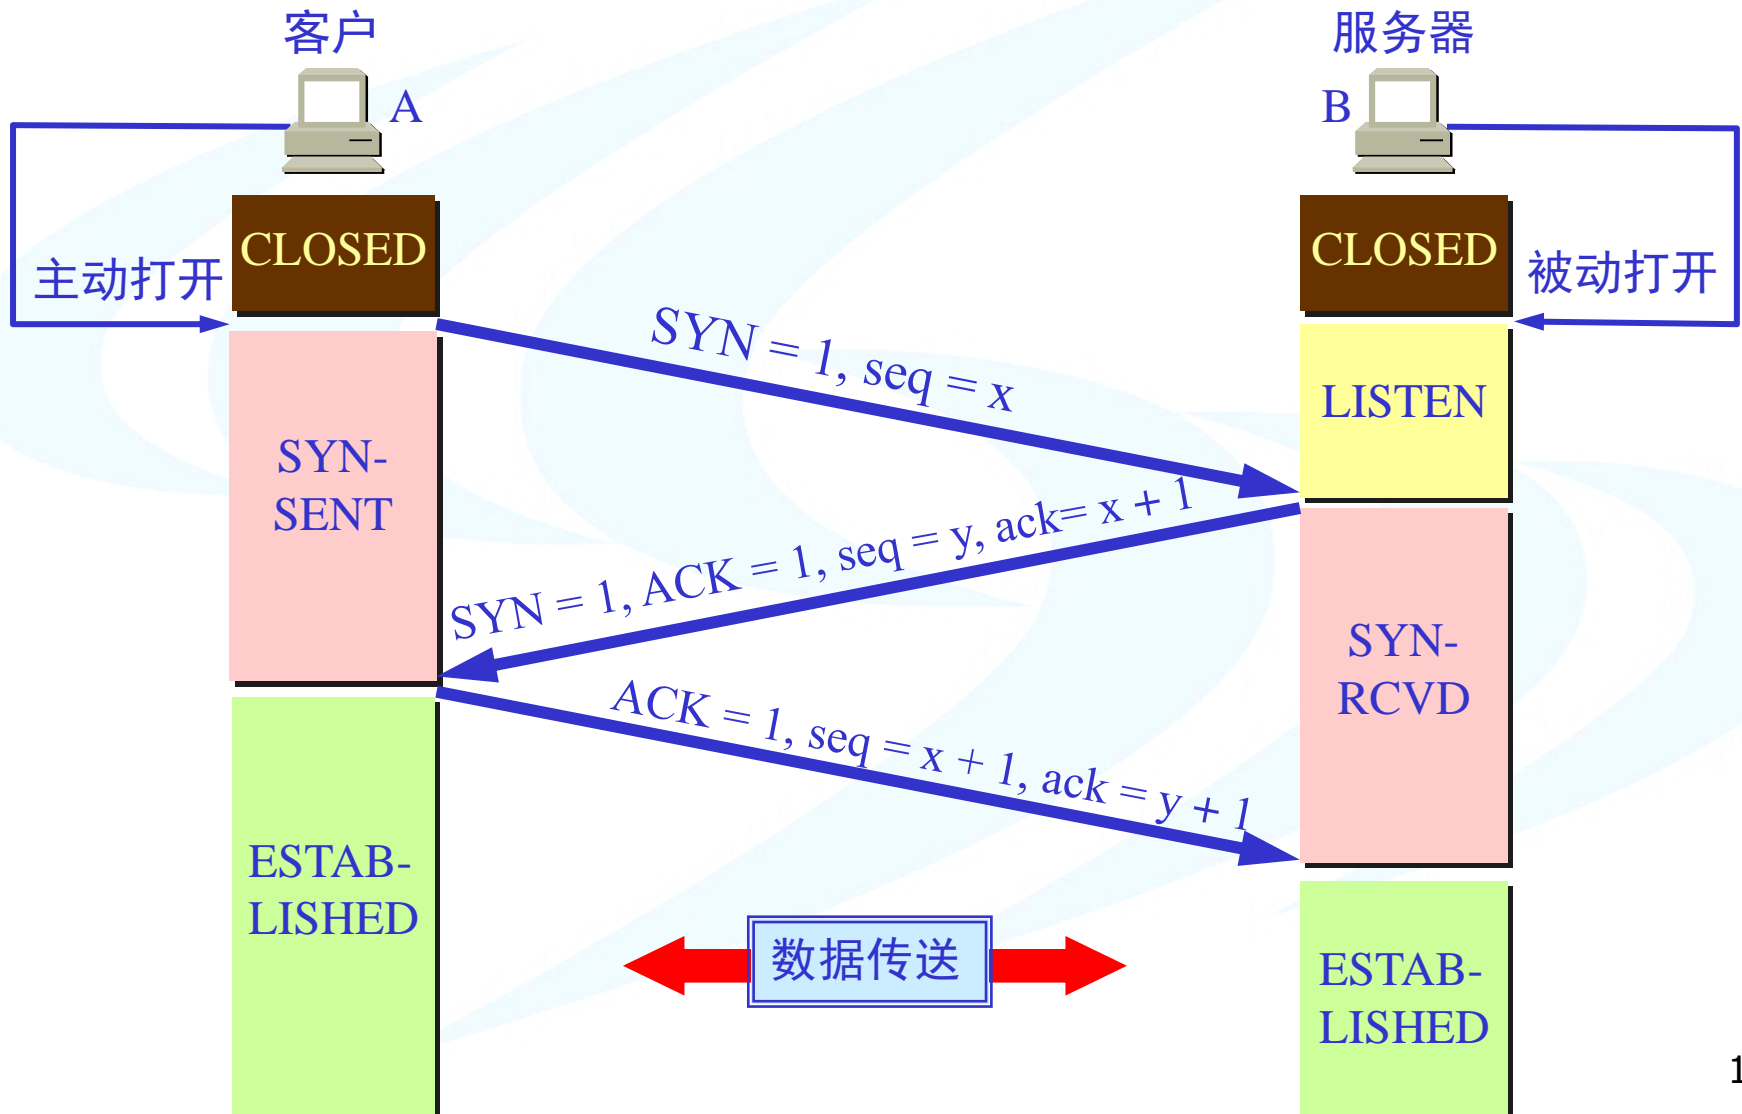 客户
服务器
A
B
CLOSED
CLOSED
主动打开
被动打开
SYN = 1, seq = x
LISTEN
SYN-
SENT
SYN = 1, ACK = 1, seq = y, ack= x + 1
SYN-
RCVD
ACK = 1, seq = x + 1, ack = y + 1
ESTAB-
LISHED
数据传送
ESTAB-
LISHED
1